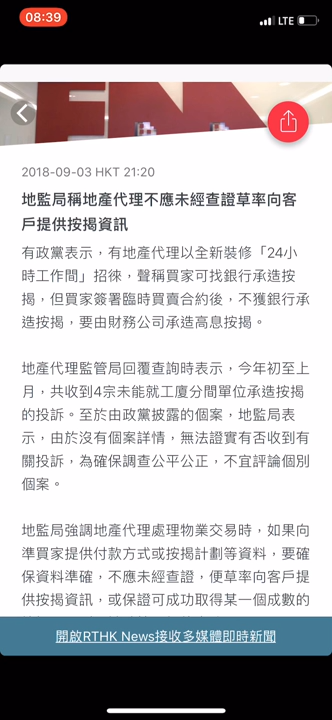 08:39
LTE
2018-09-03 HKT 21:20
地監局稱地產代理不應未經查證草率向客
戶提供按揭資訊
有政黨表示，有地產代理以全新裝修「24小
時工作間」招徠，聲稱買家可找銀行承造按
揭，但買家簽署臨時買賣合約後，不獲銀行承
造按揭，要由財務公司承造高息按揭。
地產代理監管局回覆查詢時表示，今年初至上
月，共收到4宗未能就工廈分間單位承造按揭
的投訴。至於由政黨披露的個案，地監局表
示，由於沒有個案詳情，無法證實有否收到有
關投訴，為確保調查公平公正，不宜評論個別
個案。
地監局強調地產代理處理物業交易時，如果向
準買家提供付款方式或按揭計劃等資料，要確
保資料準確，不應未經查證，便草率向客戶提
供按揭資訊，或保證可成功取得某一個成數的
開啟RTHK News接收多媒體即時新聞